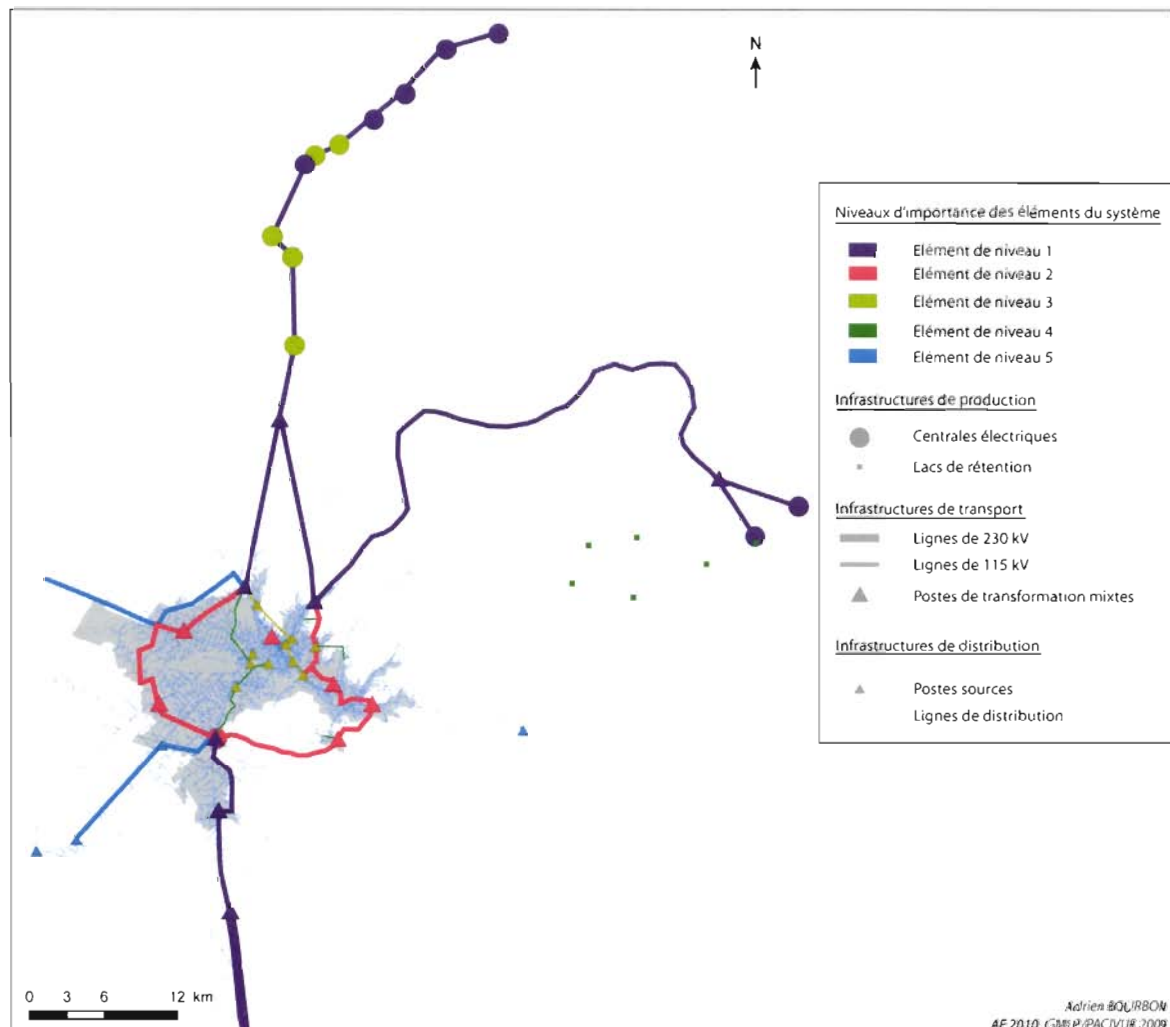 N
Niveaux d'importance des éléments du système
Elément de niveau 1
Elément de niveau 2
Elément de niveau 3
Elément de niveau 4
Elément de niveau 5
Infrastructures de production
Centrales électriques
Lacs de rétention
Infrastructures de transport
Lignes de 230 kV
Lignes de 115 kV
Postes de transformation mixtes
Infrastructures de distribution
Postes sources
Lignes de distribution
0 3 6 12 km
Adrien BOURBON
2010 PACIVUR 2009